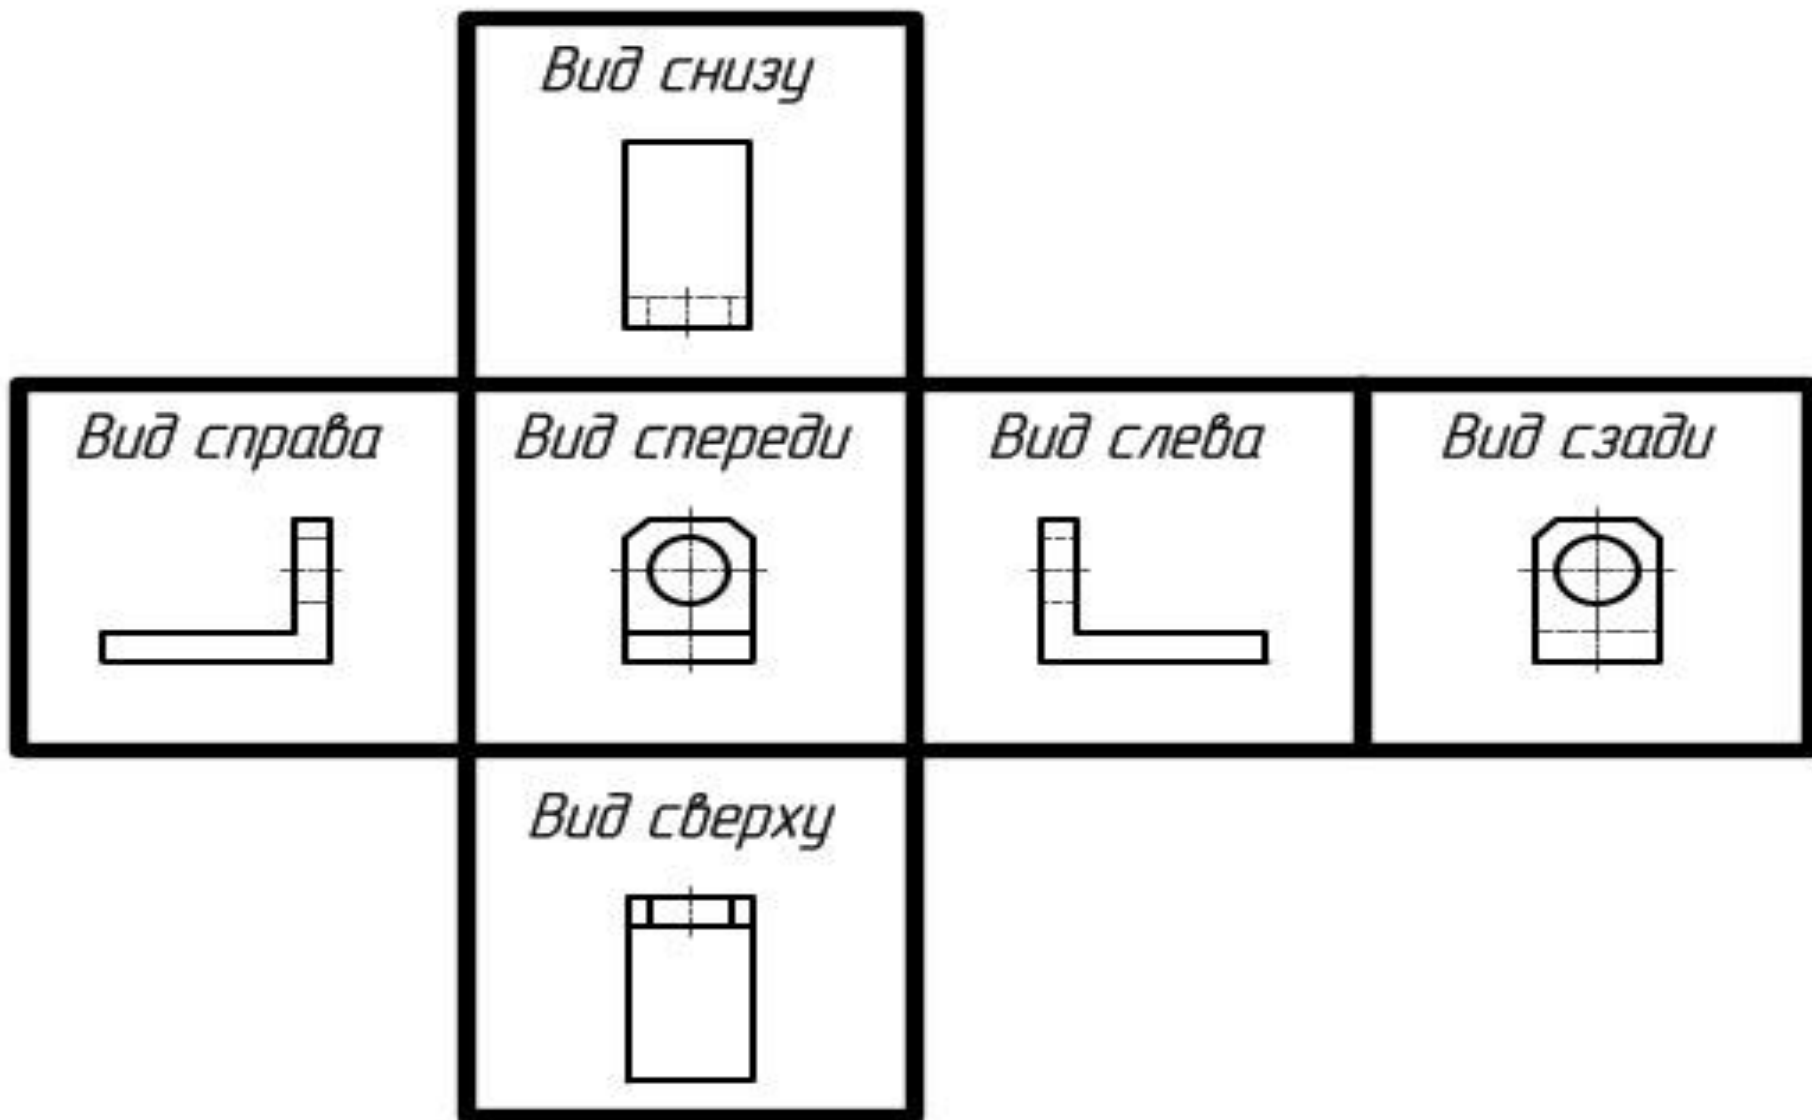 Вид снизу
Вид справа
Вид спереди
Вид слева
Вид сзади
Вид сверху